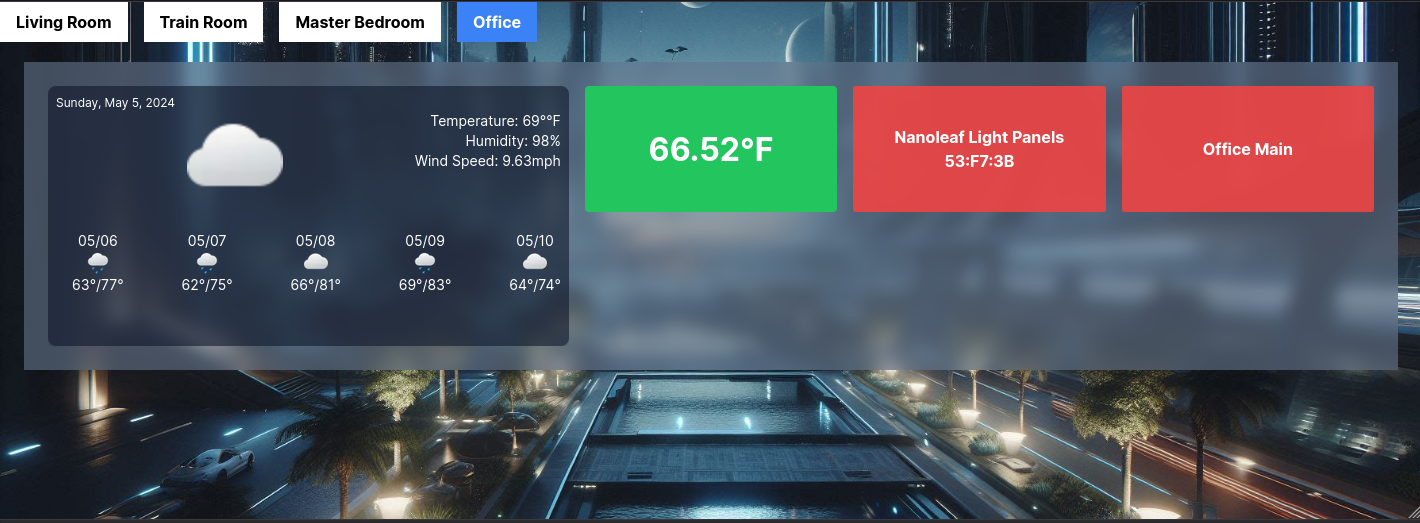 Living Room
Train Room
Master Bedroom
Office
Sunday, May 5, 2024
Temperature: 69°°F
Humidity: 98%
Wind Speed: 9.63mph
05/06
05/07
05/08
05/09
05/10
63°/77°
62°/75°
66°/81°
69°/83°
64°/74°
66.52°F
Nanoleaf Light Panels
53:F7:3B
Office Main